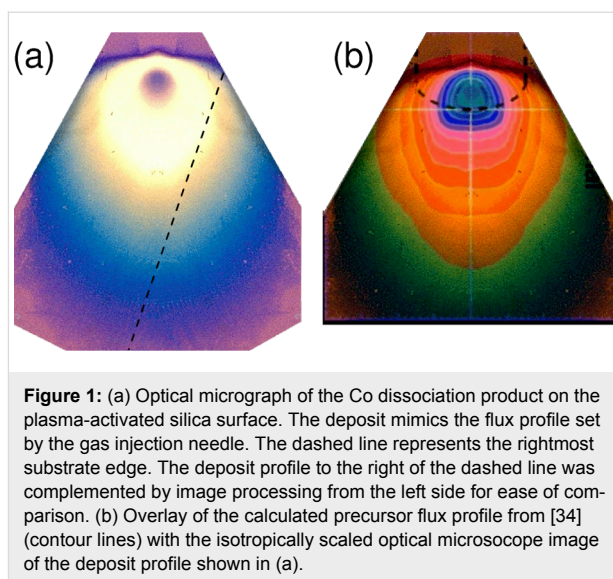 (a)
(b)
Figure 1: (a) Optical micrograph of the Co dissociation product on the
plasma-activated silica surface. The deposit mimics the flux profile set
by the gas injection needle. The dashed line represents the rightmost
substrate edge. The deposit profile to the right of the dashed line was
complemented by image processing from the left side for ease of com-
parison. (b) Overlay of the calculated precursor flux profile from [34]
(contour lines) with the isotropically scaled optical microsocope image
of the deposit profile shown in (a).